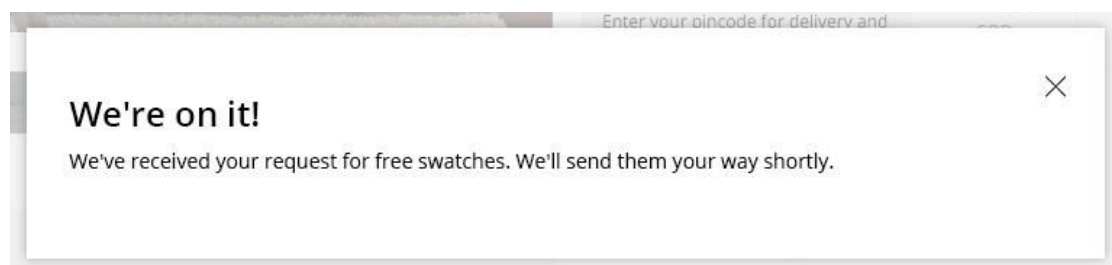 Enter your pincode for delivery and
We're on it!
We've received your request for free swatches. We'll send them your way shortly.